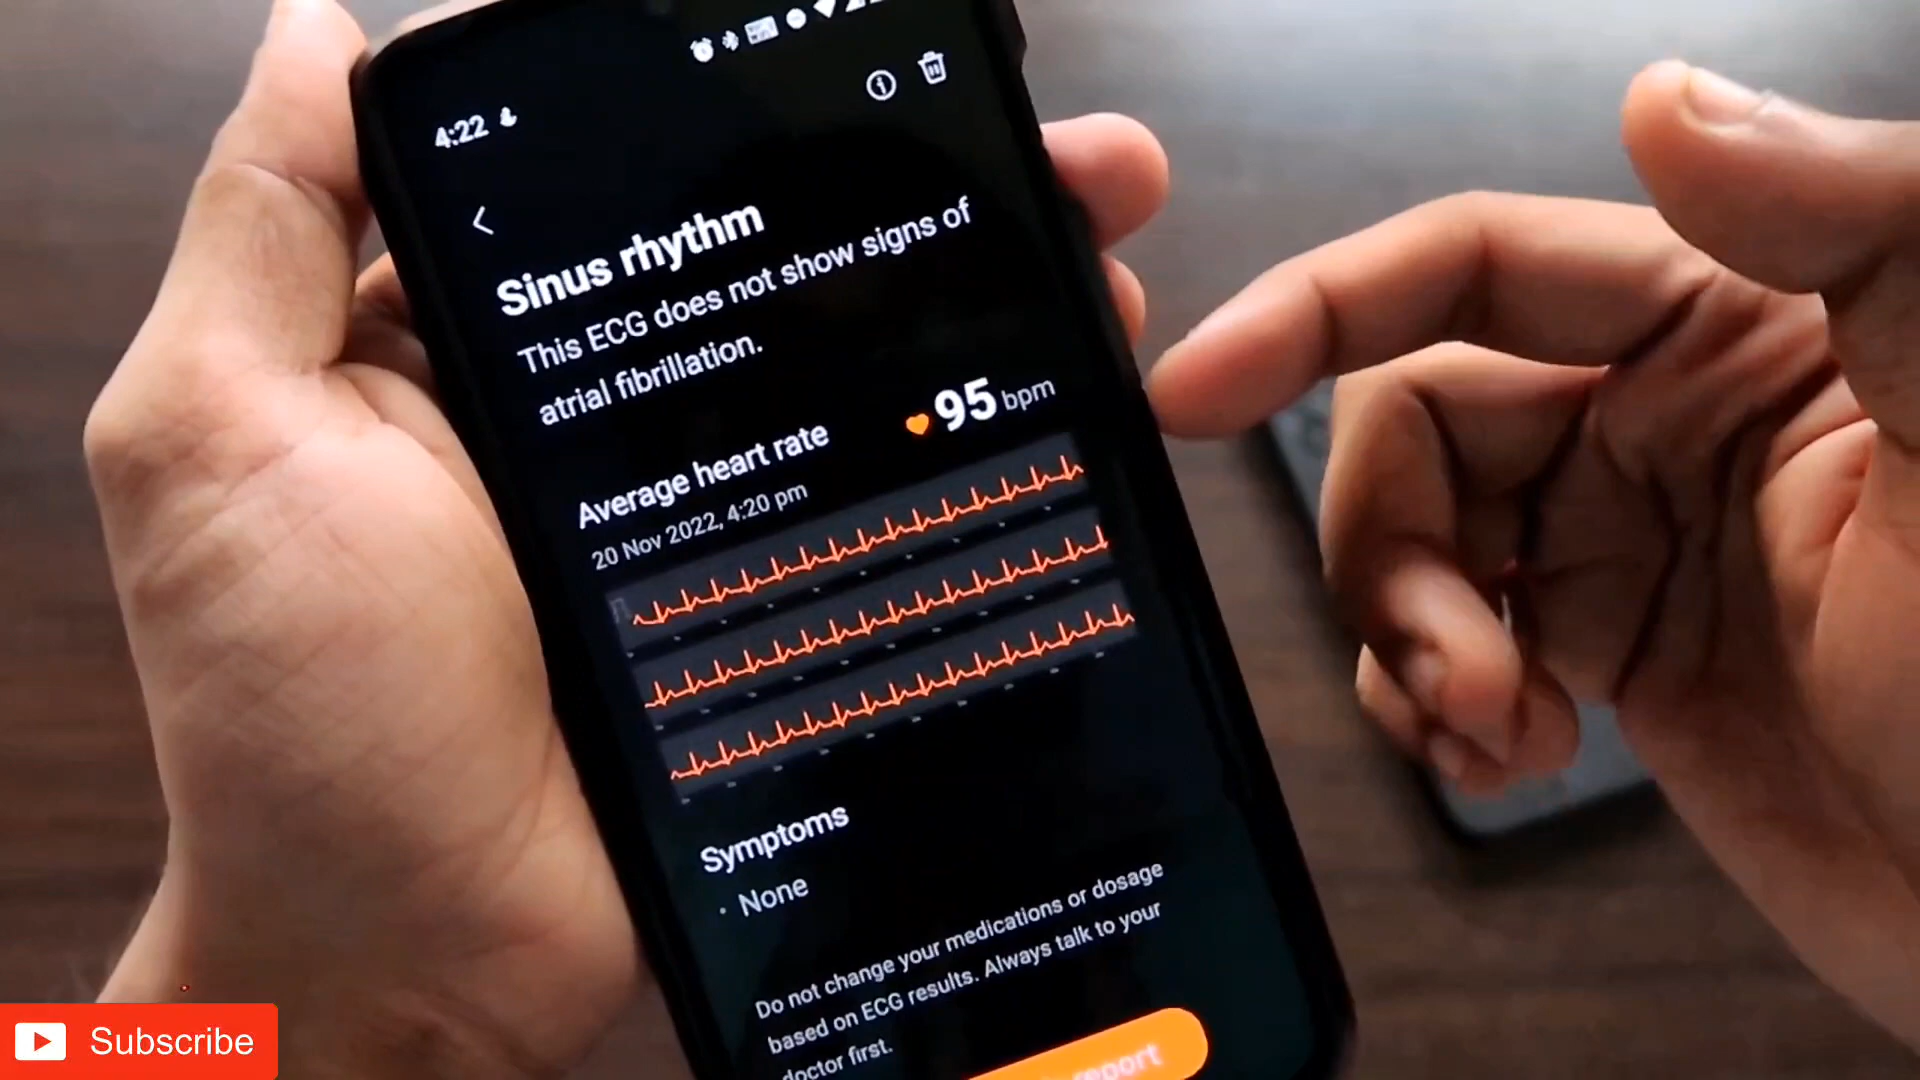 4:22
Sinus rhythm
This ECG does not show signs of
atrial fibrillation.
Average heart rate
95 bpm
20 Nov 2022, 4:20 pm
Symptoms
• None
Do not change your medications or dosage
based on ECG results. Always talk to your
doctor first.
report
Subscribe